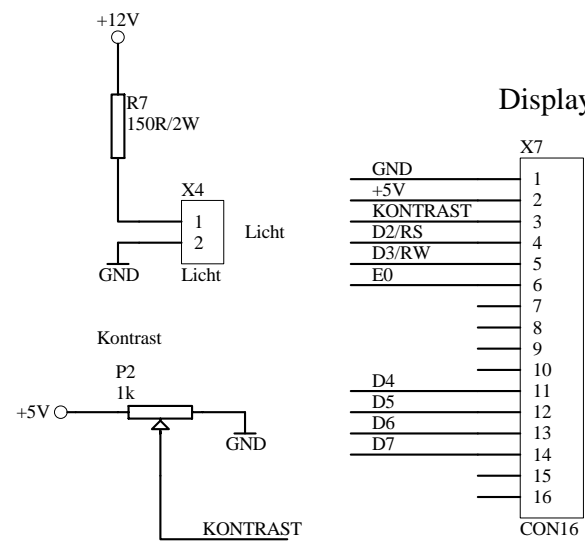 +12V
R7
150R/2W
X4
1
2
Licht
GND
Licht
Kontrast
P2
1k
+5V
GND
KONTRAST
Display
X7
GND 1
+5V 2
KONTRAST 3
D2/RS 4
D3/RW 5
E0 6
7
8
9
10
D4 11
D5 12
D6 13
D7 14
15
16
CON16